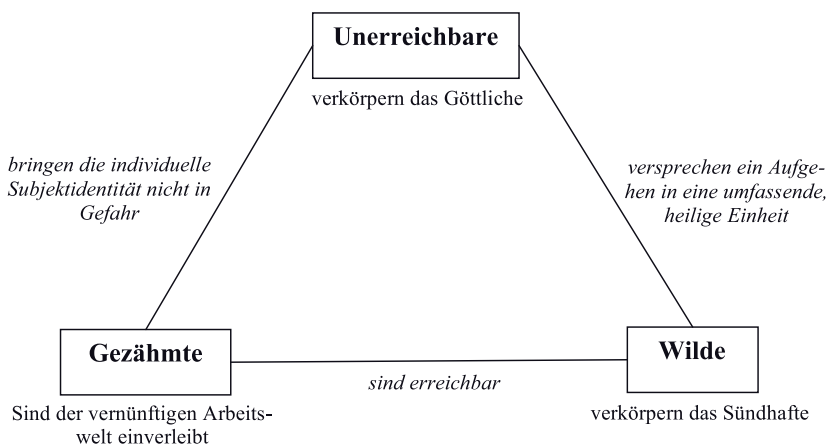 Unerreichbare
verkörpern das Göttliche
bringen die individuelle
Subjektidentität nicht in
Gefahr
versprechen ein Aufge-
hen in eine umfassende,
heilige Einheit
Gezähmte
Wilde
sind erreichbar
Sind der vernünftigen Arbeits-
welt einverleibt
verkörpern das Sündhafte